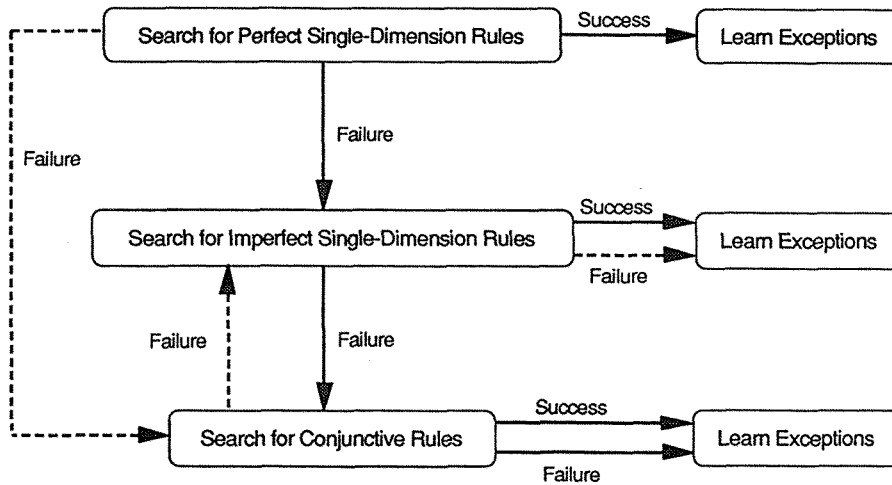 Search for Perfect Single-Dimension Rules
Success
Learn Exceptions
Failure
Failure
Search for Imperfect Single-Dimension Rules
Success
Failure
Learn Exceptions
Failure
Failure
Search for Conjunctive Rules
Success
Failure
Learn Exceptions